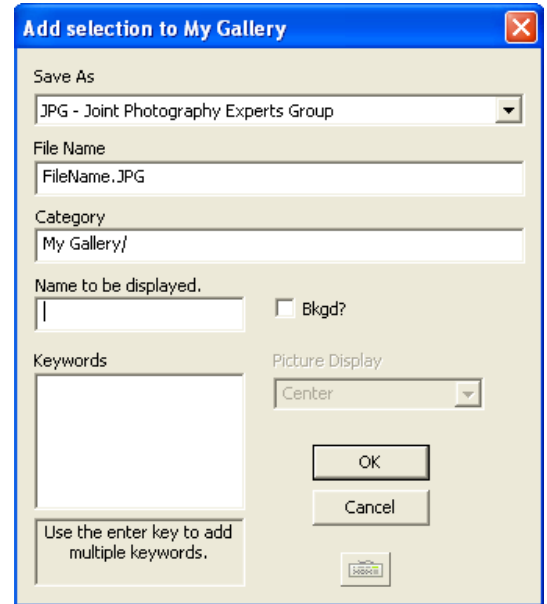 Add selection to My Gallery
Save As
JPG - Joint Photography Experts Group
File Name
FileName.JPG
Category
My Gallery/
Name to be displayed.
Bkgd?
Keywords
Picture Display
Center
OK
Cancel
Use the enter key to add
multiple keywords.